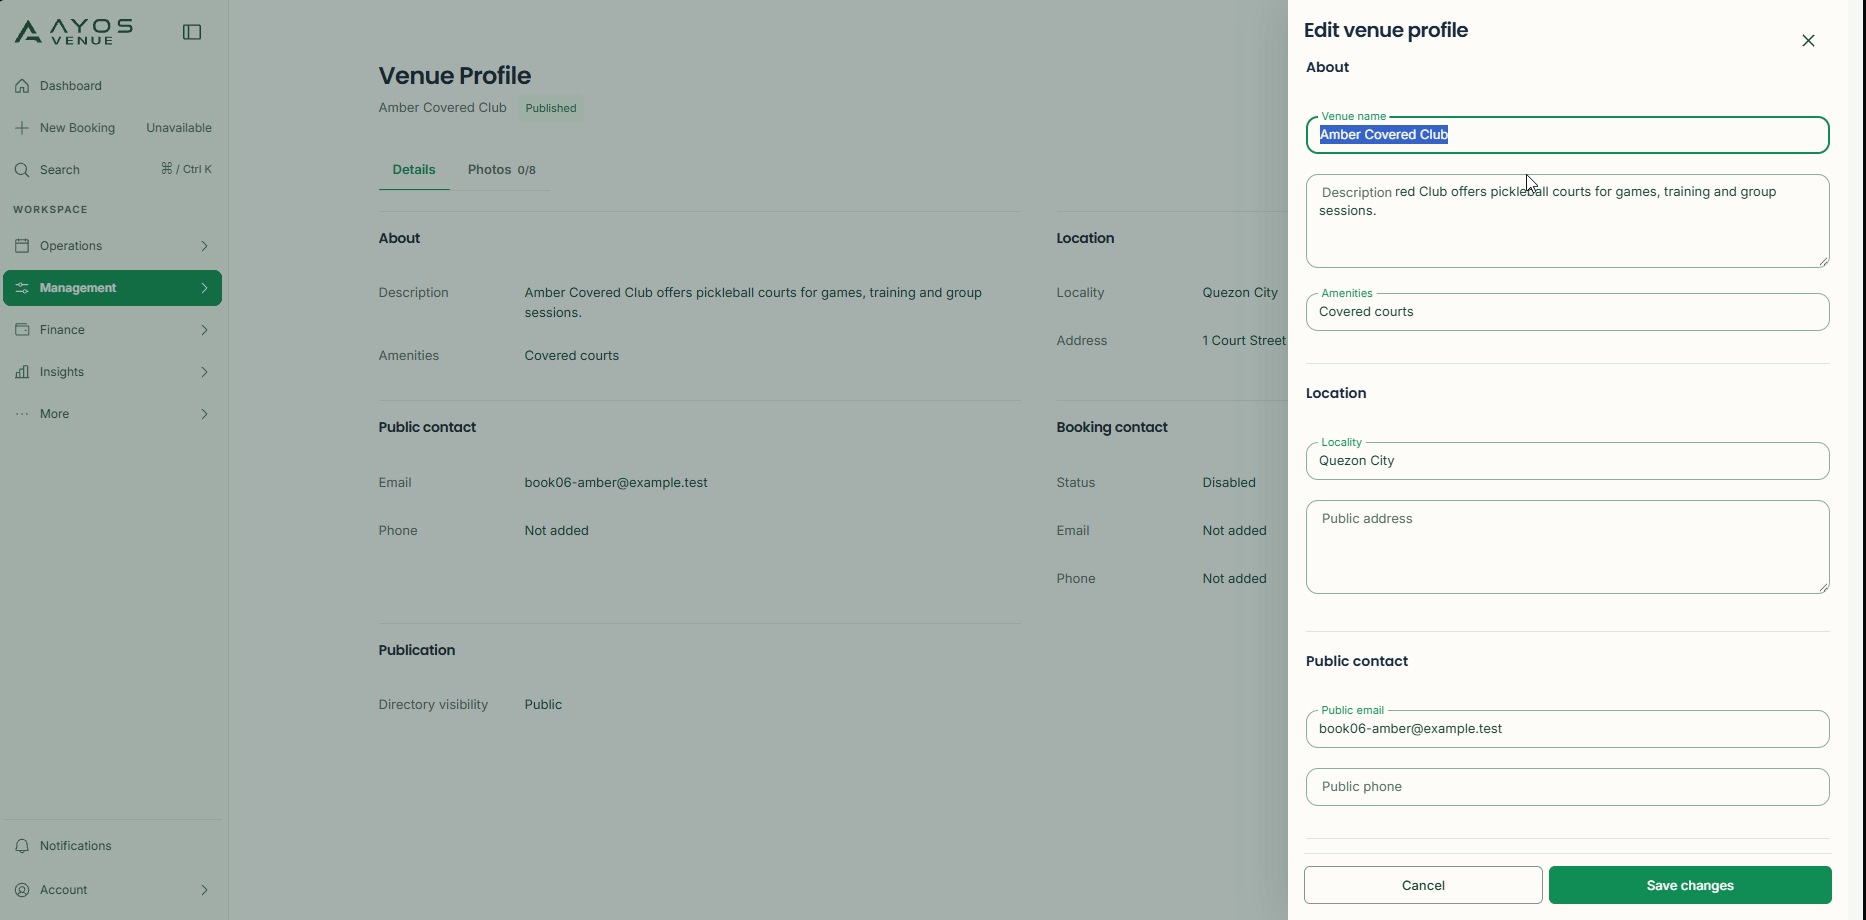 AYOS
VENUE
Dashboard
New Booking Unavailable
Search ⌘ / Ctrl K
WORKSPACE
Operations
Management
Finance
Insights
More
Notifications
Account
Venue Profile
Amber Covered Club Published
Details Photos 0/8
About
Description Amber Covered Club offers pickleball courts for games, training and group
sessions.
Amenities Covered courts
Location
Locality Quezon City
Address 1 Court Street
Public contact
Email book06-amber@example.test
Phone Not added
Booking contact
Status Disabled
Email Not added
Phone Not added
Publication
Directory visibility Public
Edit venue profile
About
Venue name
Amber Covered Club
Description red Club offers pickleball courts for games, training and group
sessions.
Amenities
Covered courts
Location
Locality
Quezon City
Public address
Public contact
Public email
book06-amber@example.test
Public phone
Cancel Save changes